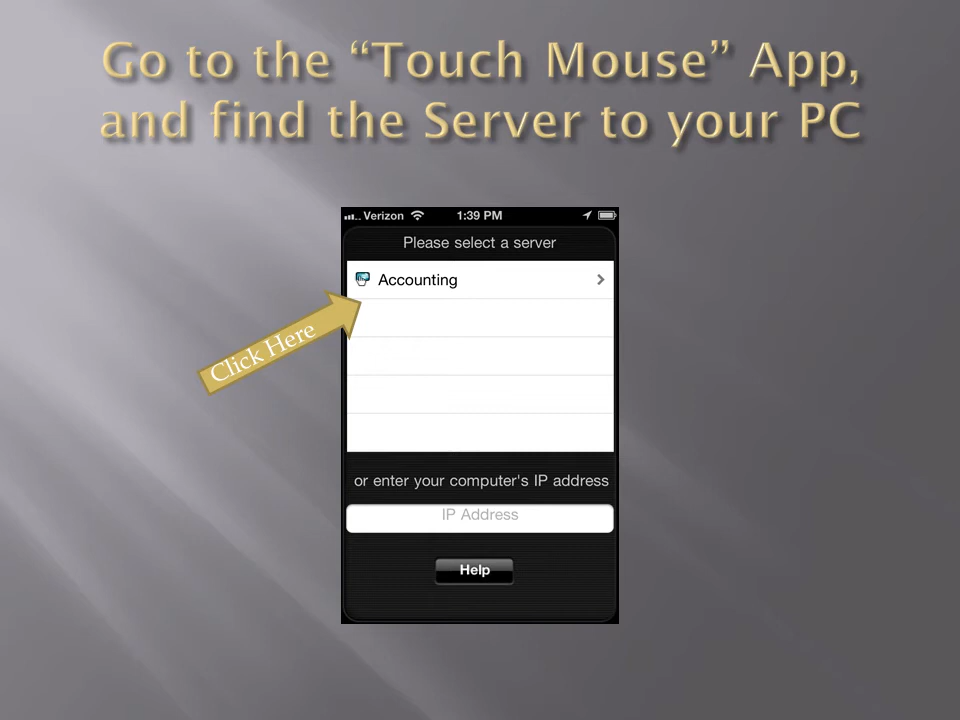 Go to the “Touch Mouse” App,
and find the Server to your PC
Verizon 1:39 PM
Please select a server
Accounting
Click Here
or enter your computer's IP address
IP Address
Help